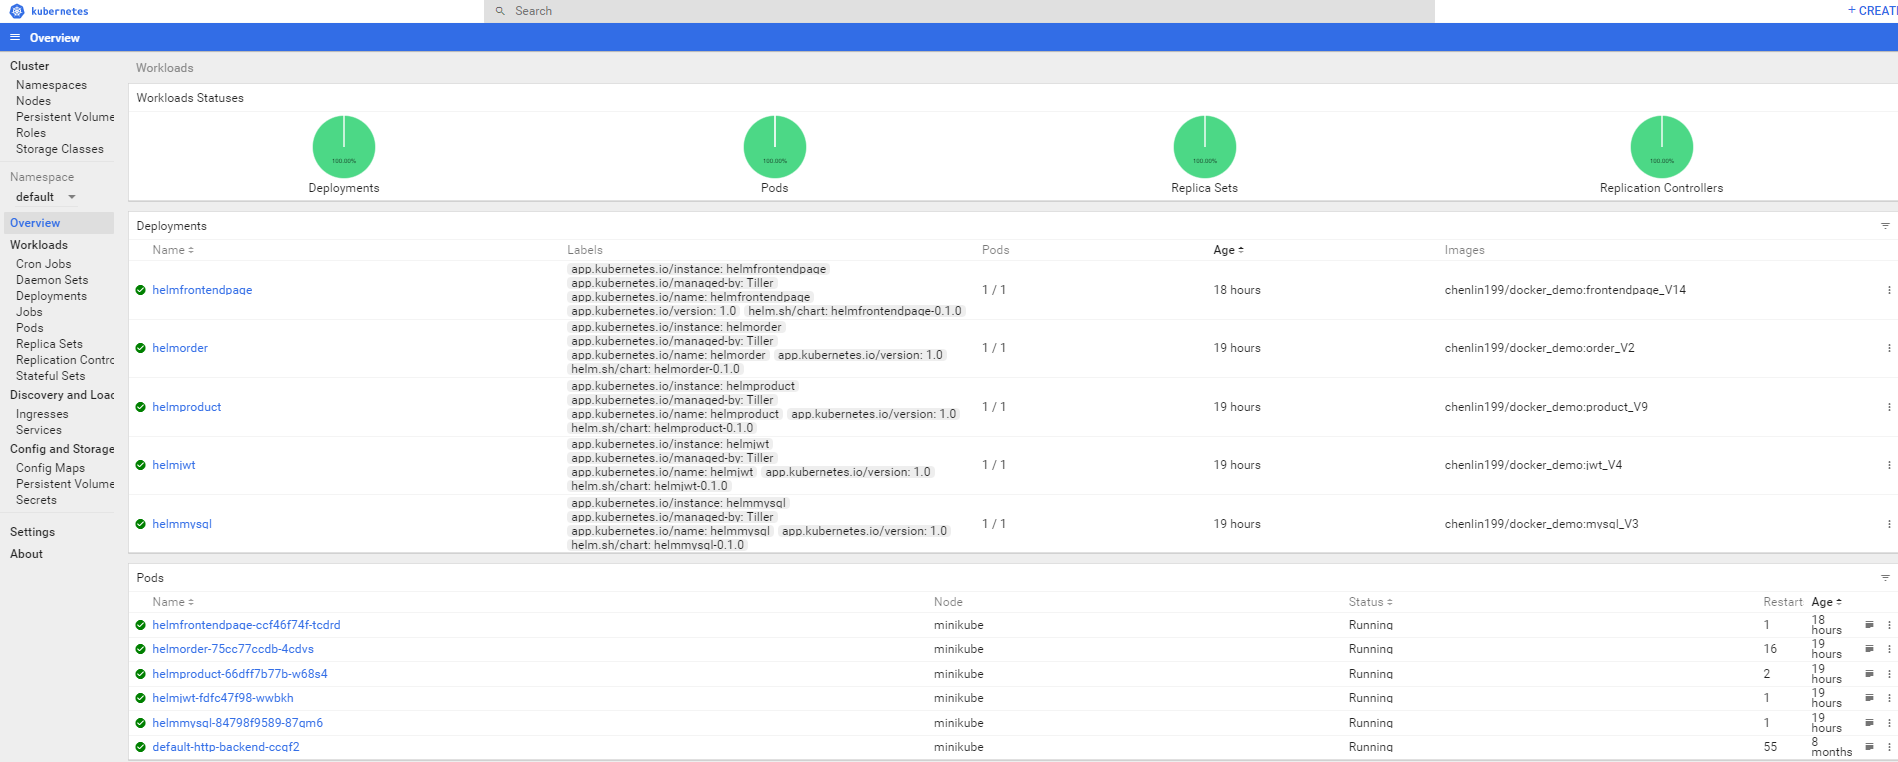 kubernetes
Search
+ CREAT
Overview
Cluster
Namespaces
Nodes
Persistent Volume
Roles
Storage Classes
Namespace
default
Overview
Workloads
Cron Jobs
Daemon Sets
Deployments
Jobs
Pods
Replica Sets
Replication Contro
Stateful Sets
Discovery and Load
Ingresses
Services
Config and Storage
Config Maps
Persistent Volume
Secrets
Settings
About
Workloads
Workloads Statuses
100.00% 100.00% 100.00% 100.00%
Deployments Pods Replica Sets Replication Controllers
Deployments
Name Labels Pods Age Images
app.kubernetes.io/instance: helmfrontendpage
app.kubernetes.io/managed-by: Tiller
helmfrontendpage app.kubernetes.io/name: helmfrontendpage 1 / 1 18 hours chenlin199/docker_demo:frontendpage_V14
app.kubernetes.io/version: 1.0 helm.sh/chart: helmfrontendpage-0.1.0
app.kubernetes.io/instance: helmorder
app.kubernetes.io/managed-by: Tiller
helmorder app.kubernetes.io/name: helmorder app.kubernetes.io/version: 1.0 1 / 1 19 hours chenlin199/docker_demo:order_V2
helm.sh/chart: helmorder-0.1.0
app.kubernetes.io/instance: helmproduct
app.kubernetes.io/managed-by: Tiller
helmproduct app.kubernetes.io/name: helmproduct app.kubernetes.io/version: 1.0 1 / 1 19 hours chenlin199/docker_demo:product_V9
helm.sh/chart: helmproduct-0.1.0
app.kubernetes.io/instance: helmjwt
app.kubernetes.io/managed-by: Tiller
helmjwt app.kubernetes.io/name: helmjwt app.kubernetes.io/version: 1.0 1 / 1 19 hours chenlin199/docker_demo:jwt_V4
helm.sh/chart: helmjwt-0.1.0
app.kubernetes.io/instance: helmmysql
app.kubernetes.io/managed-by: Tiller
helmmysql app.kubernetes.io/name: helmmysql app.kubernetes.io/version: 1.0 1 / 1 19 hours chenlin199/docker_demo:mysql_V3
helm.sh/chart: helmmysql-0.1.0
Pods
Name Node Status Restart Age
helmfrontendpage-ccf46f74f-tcdrd minikube Running 1 18 hours
helmorder-75cc77ccdb-4cdvs minikube Running 16 19 hours
helmproduct-66dff7b77b-w68s4 minikube Running 2 19 hours
helmjwt-fdfc47f98-wwbkh minikube Running 1 19 hours
helmmysql-84798f9589-87qm6 minikube Running 1 19 hours
default-http-backend-ccqf2 minikube Running 55 8 months